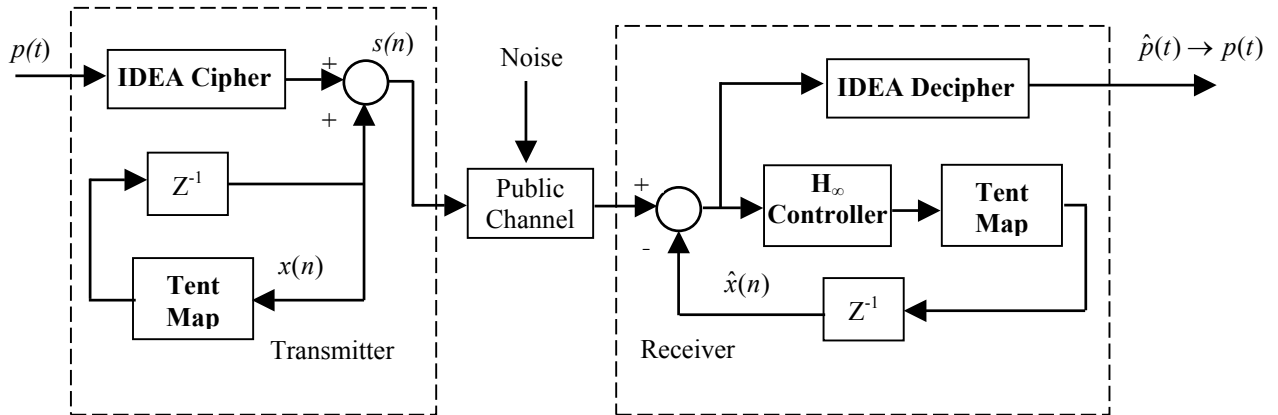 p(t)
IDEA Cipher
+
+
s(n)
Z-1
Tent
Map
x(n)
Transmitter
Noise
Public
Channel
+
-
IDEA Decipher
p̂(t) → p(t)
H∞
Controller
Tent
Map
x̂(n)
Z-1
Receiver